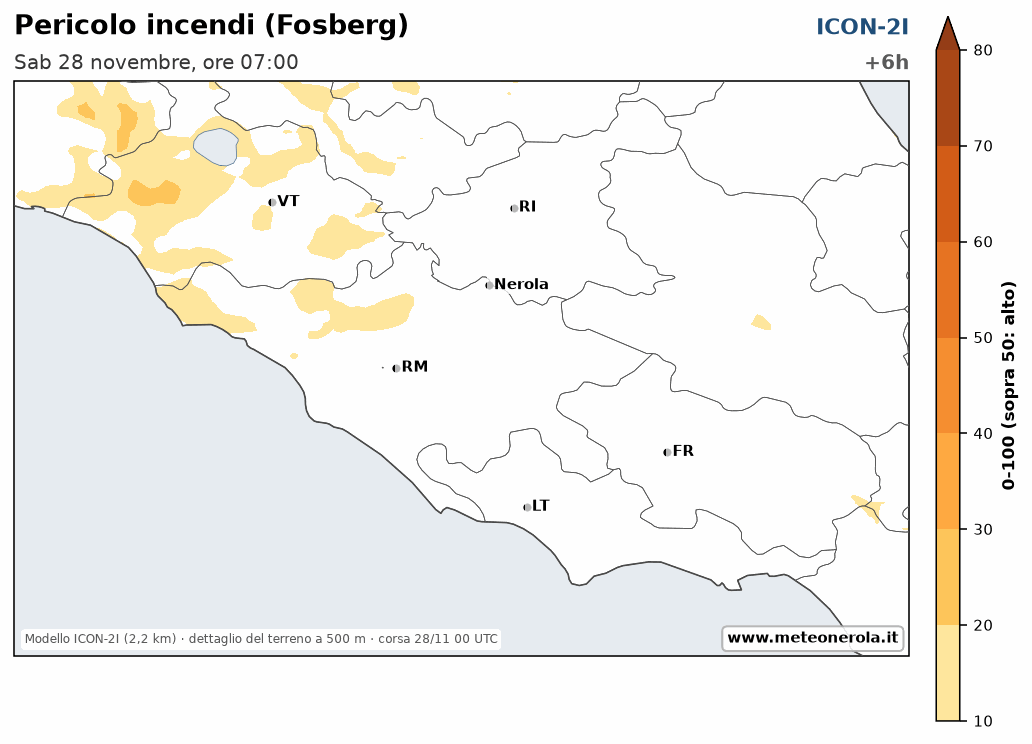 Pericolo incendi (Fosberg)
ICON-2I
Sab 28 novembre, ore 07:00
+6h
VT
RI
Nerola
RM
FR
LT
Modello ICON-2I (2,2 km) · dettaglio del terreno a 500 m · corsa 28/11 00 UTC
www.meteonerola.it
80
70
60
50
40
30
20
10
0-100 (sopra 50: alto)